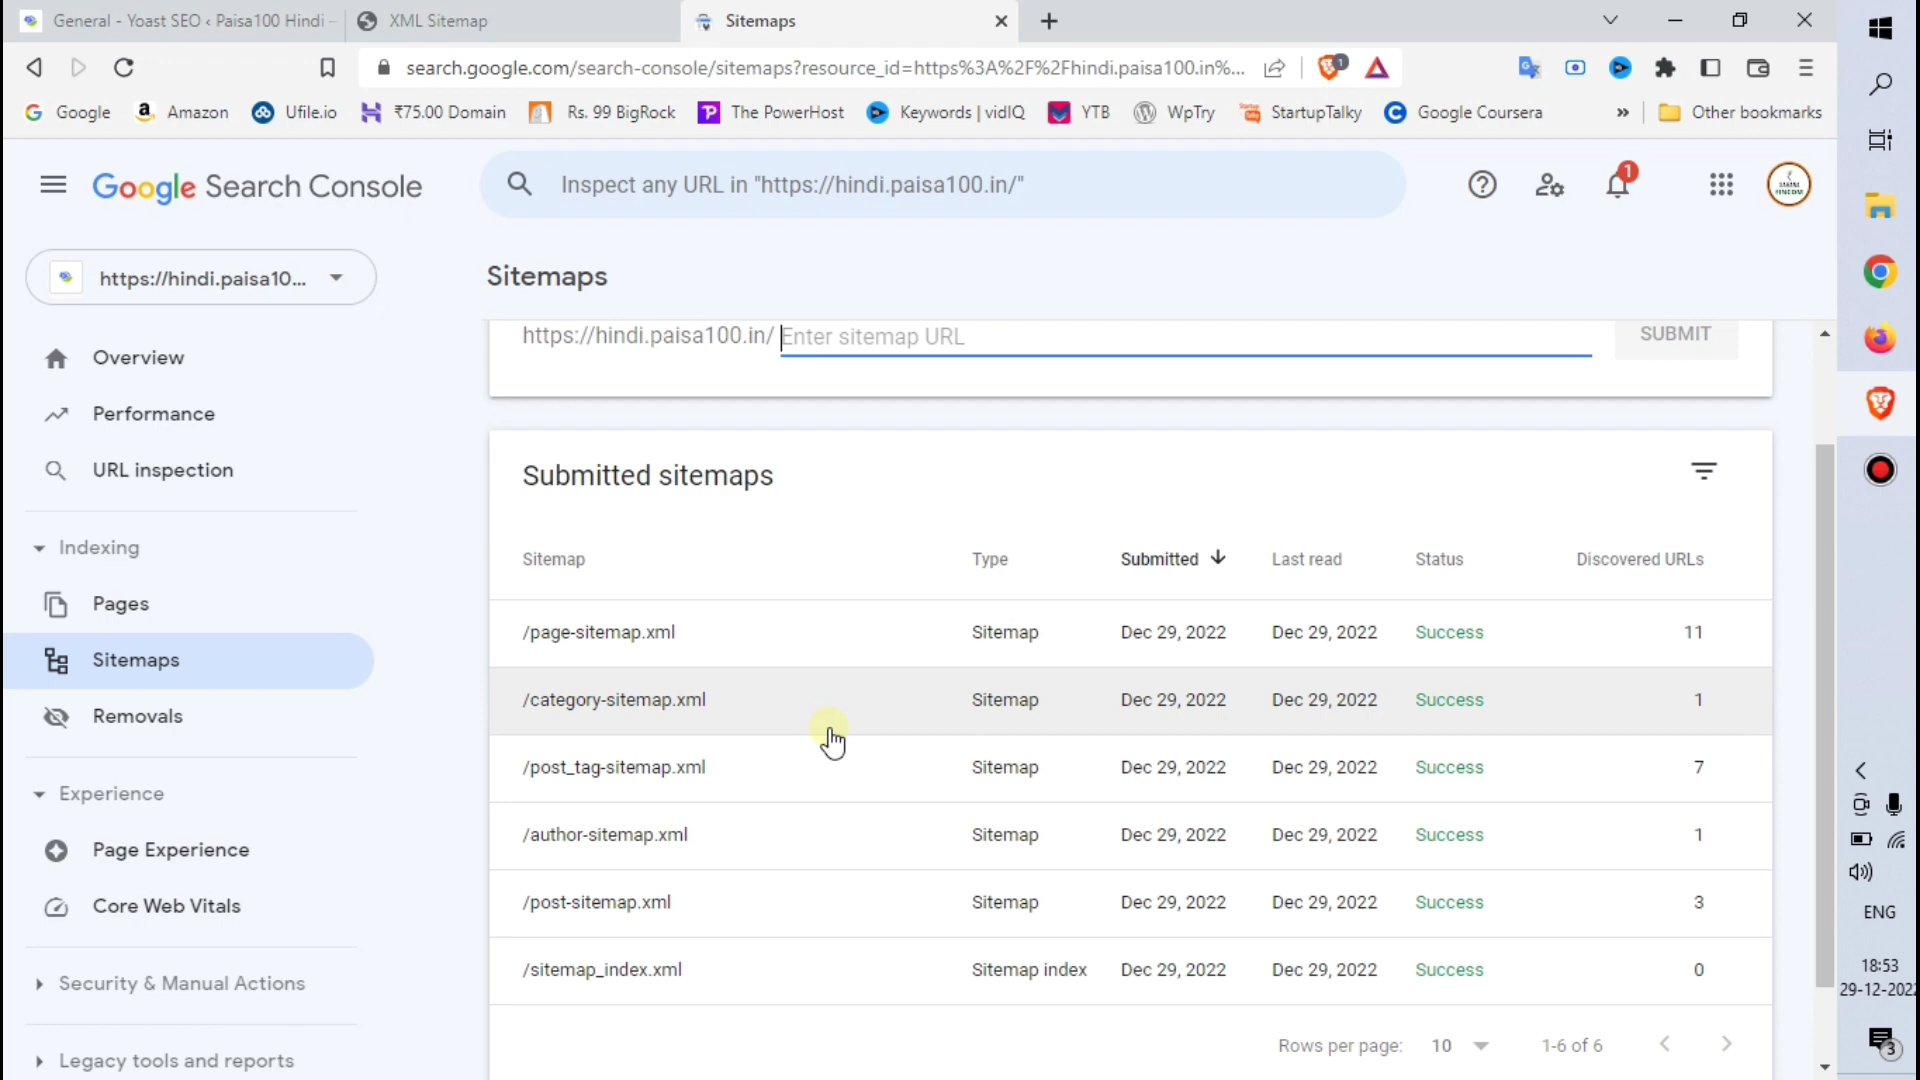 General - Yoast SEO ‹ Paisa100 Hindi –
XML Sitemap
Sitemaps
search.google.com/search-console/sitemaps?resource_id=https%3A%2F%2Fhindi.paisa100.in%...
1
Google
Amazon
Ufile.io
₹75.00 Domain
Rs. 99 BigRock
The PowerHost
Keywords | vidIQ
YTB
WpTry
StartupTalky
Google Coursera
»
Other bookmarks
Google Search Console
Inspect any URL in "https://hindi.paisa100.in/"
1
https://hindi.paisa10...
Overview
Performance
URL inspection
Indexing
Pages
Sitemaps
Removals
Experience
Page Experience
Core Web Vitals
Security & Manual Actions
Legacy tools and reports
Sitemaps
https://hindi.paisa100.in/ Enter sitemap URL
SUBMIT
Submitted sitemaps
Sitemap Type Submitted Last read Status Discovered URLs
/page-sitemap.xml Sitemap Dec 29, 2022 Dec 29, 2022 Success 11
/category-sitemap.xml Sitemap Dec 29, 2022 Dec 29, 2022 Success 1
/post_tag-sitemap.xml Sitemap Dec 29, 2022 Dec 29, 2022 Success 7
/author-sitemap.xml Sitemap Dec 29, 2022 Dec 29, 2022 Success 1
/post-sitemap.xml Sitemap Dec 29, 2022 Dec 29, 2022 Success 3
/sitemap_index.xml Sitemap index Dec 29, 2022 Dec 29, 2022 Success 0
Rows per page: 10 1-6 of 6
ENG
18:53
29-12-2022
3